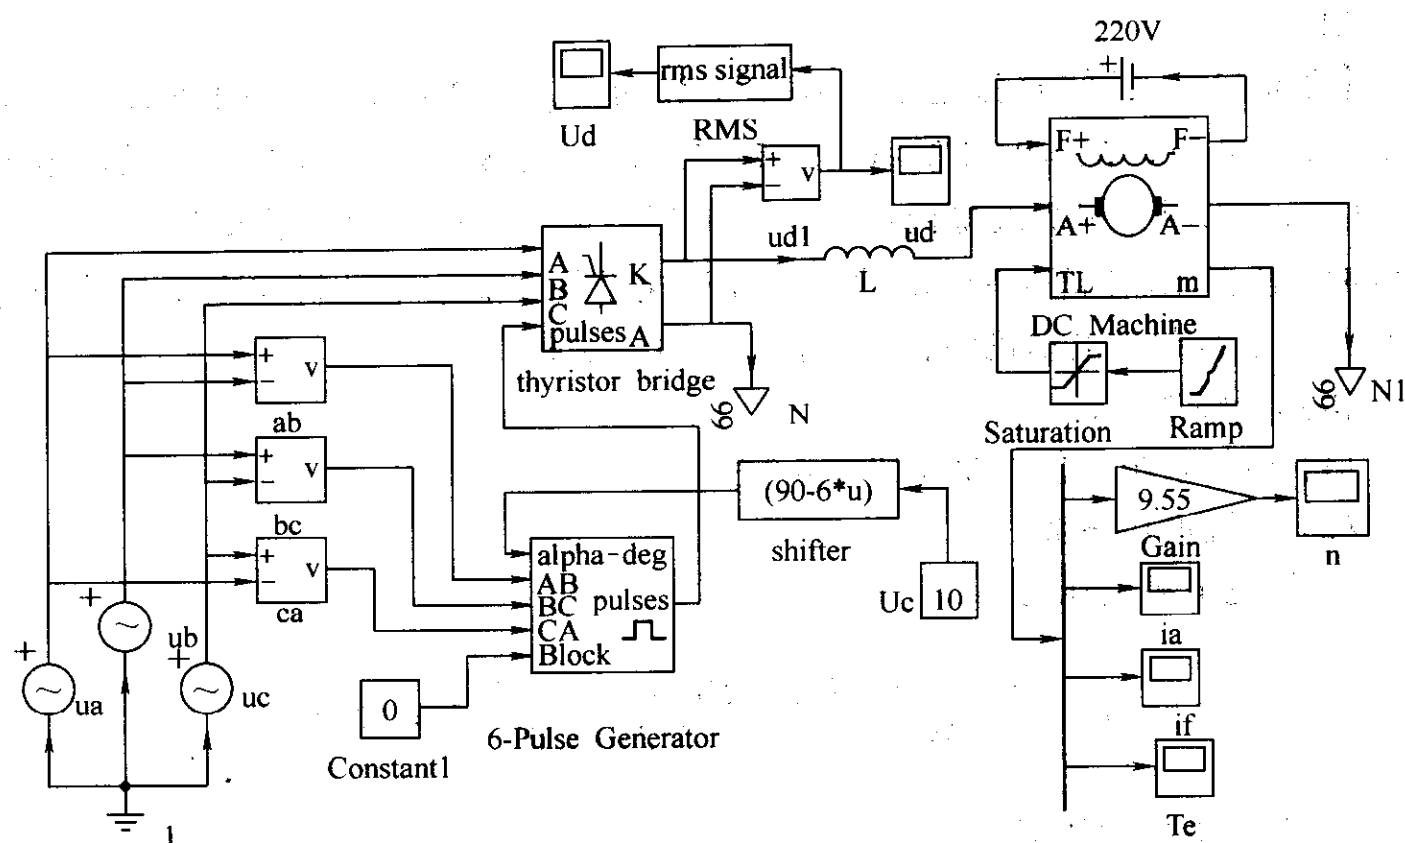 220V
+
rms signal
Ud
RMS
F+
F−
+
−
v
ud1
ud
L
A+
A−
TL
m
A
B
C
K
pulses
A
DC Machine
thyristor bridge
N
N1
Saturation
Ramp
+
−
v
ab
+
−
v
bc
+
−
v
ca
(90-6*u)
shifter
9.55
Gain
n
alpha-deg
AB
BC
CA
Block
pulses
Uc
10
ia
if
Te
+
ua
+
ub
+
uc
0
Constant1
6-Pulse Generator